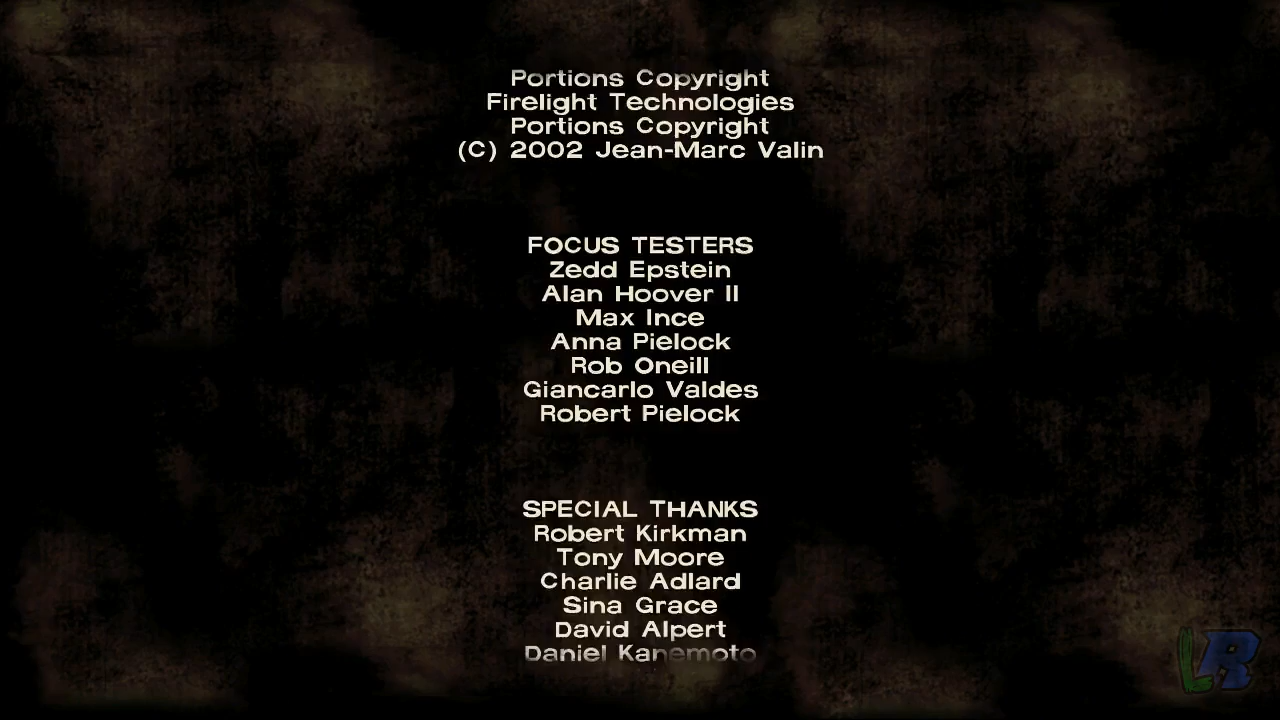 Portions Copyright
Firelight Technologies
Portions Copyright
(C) 2002 Jean-Marc Valin
FOCUS TESTERS
Zedd Epstein
Alan Hoover II
Max Ince
Anna Pielock
Rob Oneill
Giancarlo Valdes
Robert Pielock
SPECIAL THANKS
Robert Kirkman
Tony Moore
Charlie Adlard
Sina Grace
David Alpert
Daniel Kanemoto
LR